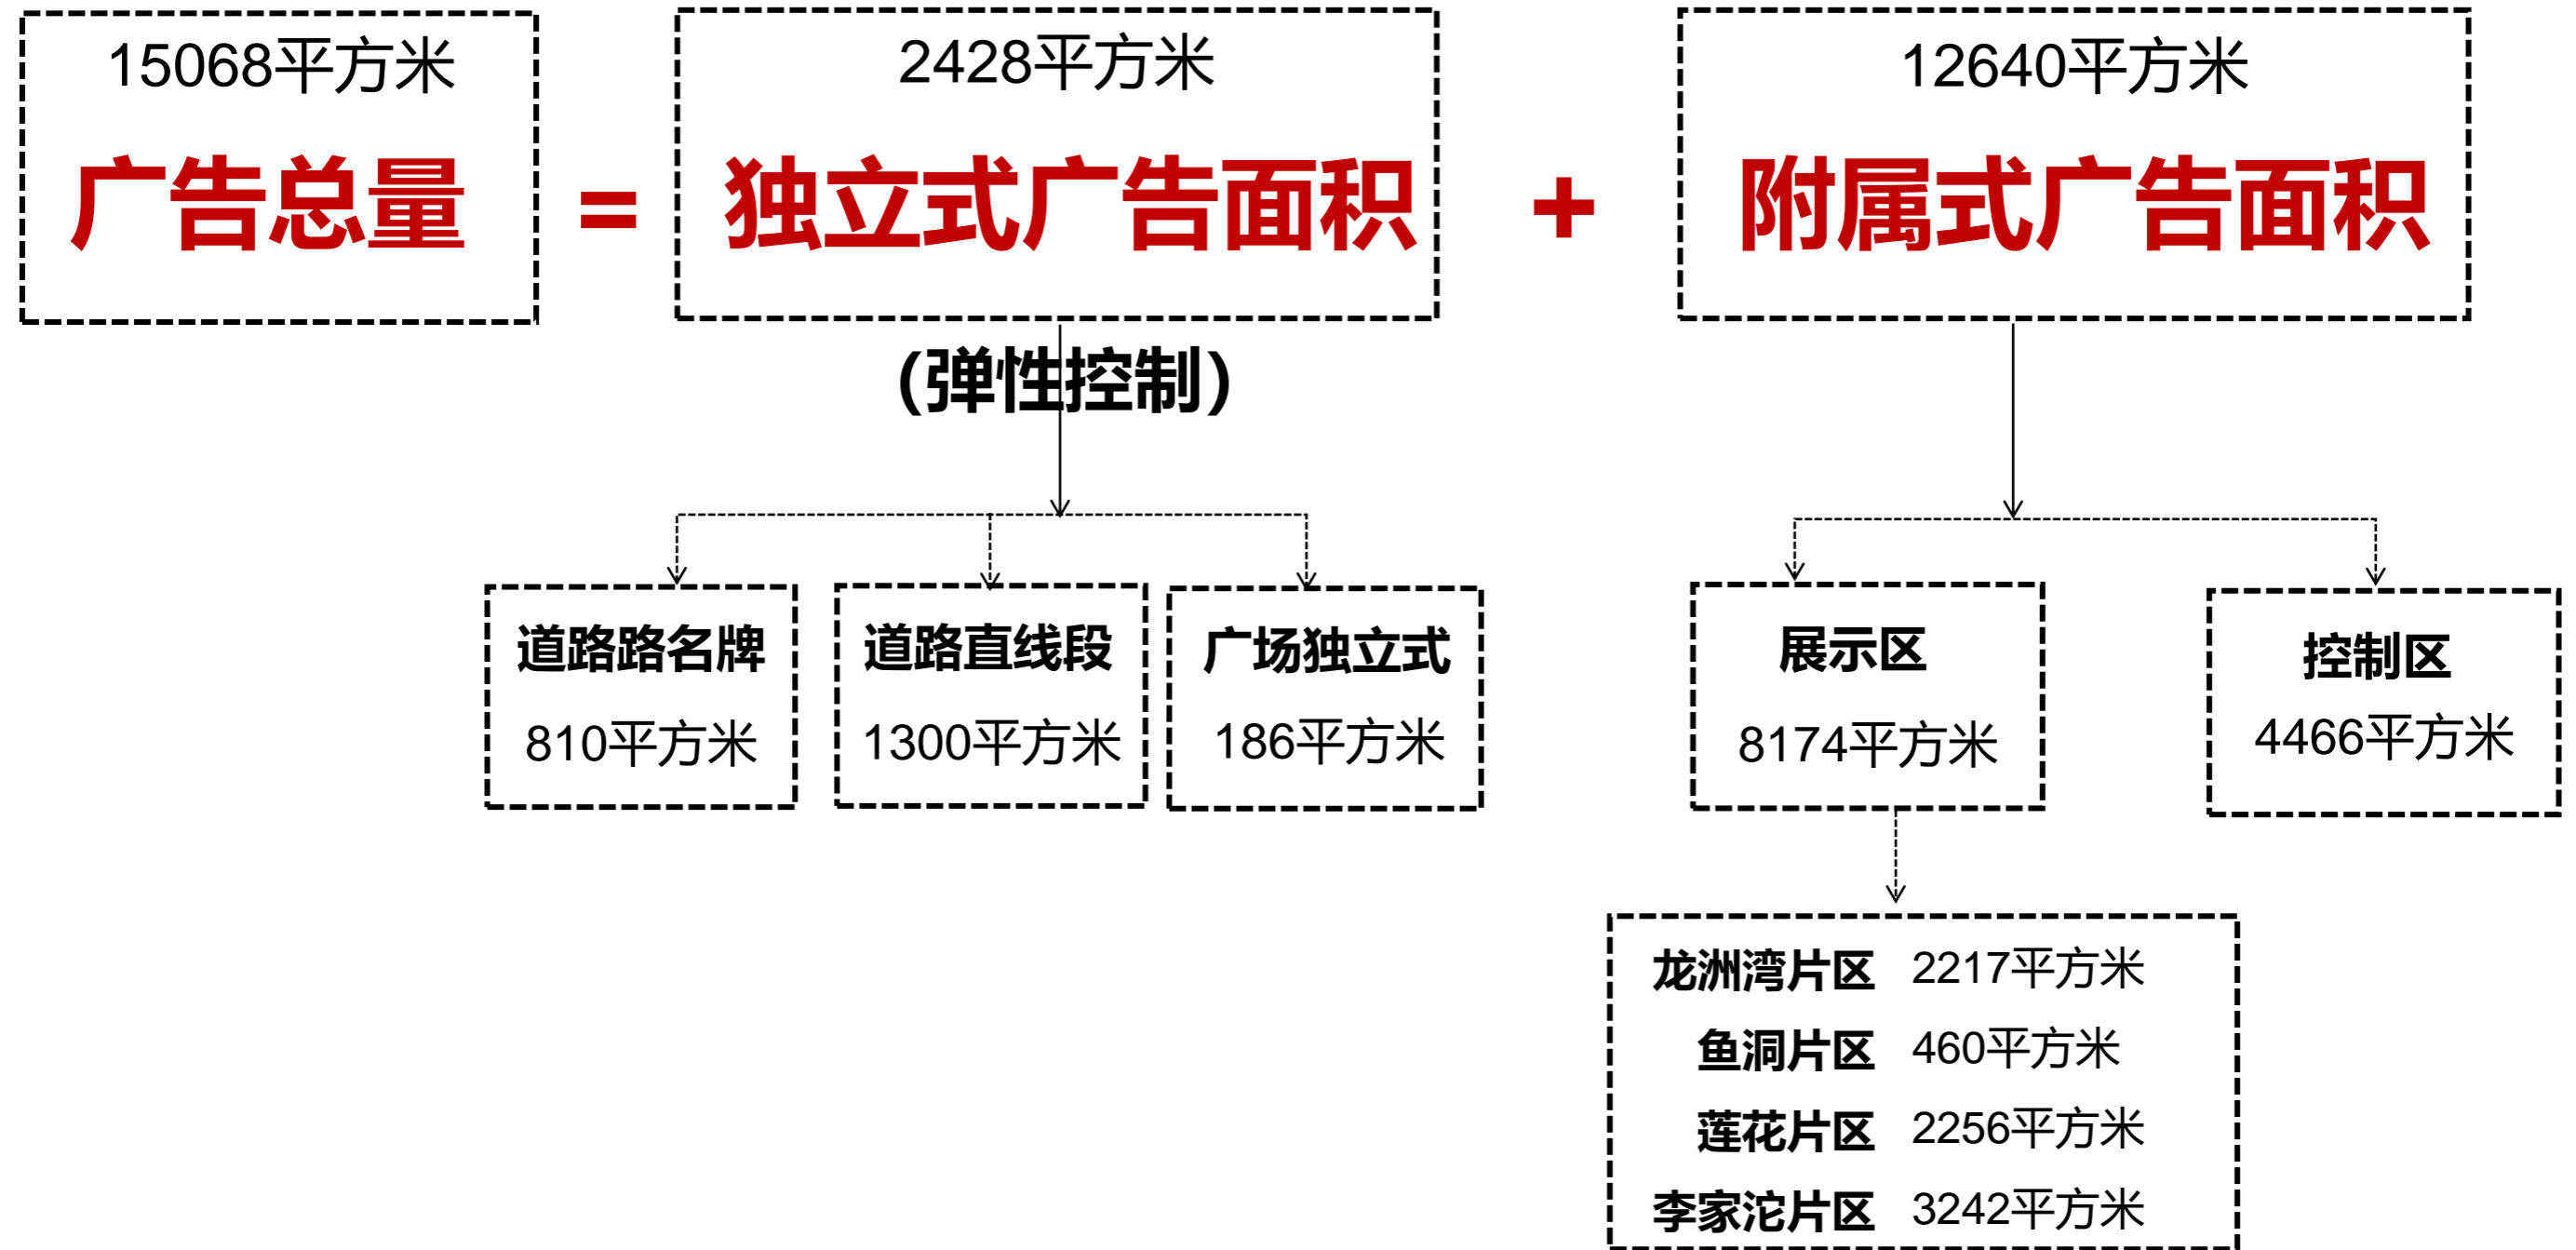 15068平方米
广告总量
=
2428平方米
独立式广告面积
+
12640平方米
附属式广告面积
(弹性控制)
道路路名牌
810平方米
道路直线段
1300平方米
广场独立式
186平方米
展示区
8174平方米
控制区
4466平方米
龙洲湾片区 2217平方米
鱼洞片区 460平方米
莲花片区 2256平方米
李家沱片区 3242平方米